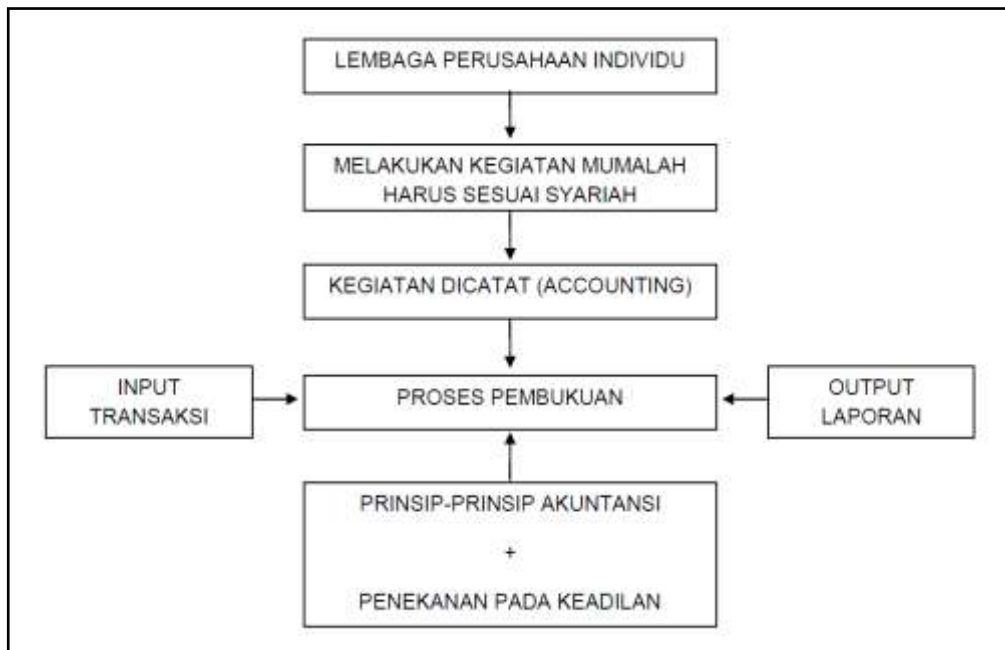 LEMBAGA PERUSAHAAN INDIVIDU
MELAKUKAN KEGIATAN MUMALAH
HARUS SESUAI SYARIAH
KEGIATAN DICATAT (ACCOUNTING)
INPUT
TRANSAKSI
PROSES PEMBUKUAN
OUTPUT
LAPORAN
PRINSIP-PRINSIP AKUNTANSI
+
PENEKANAN PADA KEADILAN